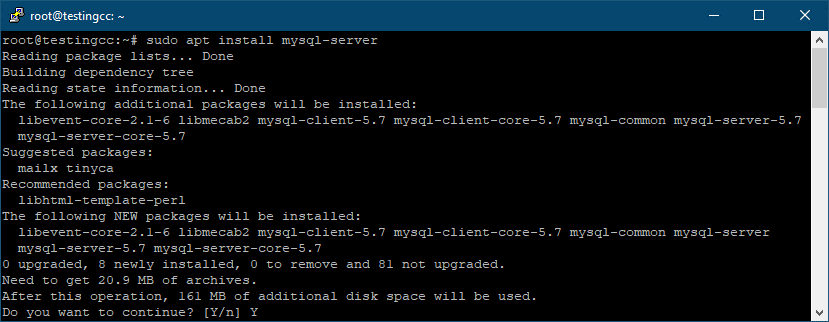 root@testingcc: ~
root@testingcc:~# sudo apt install mysql-server
Reading package lists... Done
Building dependency tree
Reading state information... Done
The following additional packages will be installed:
  libevent-core-2.1-6 libmecab2 mysql-client-5.7 mysql-client-core-5.7 mysql-common mysql-server-5.7
  mysql-server-core-5.7
Suggested packages:
  mailx tinyca
Recommended packages:
  libhtml-template-perl
The following NEW packages will be installed:
  libevent-core-2.1-6 libmecab2 mysql-client-5.7 mysql-client-core-5.7 mysql-common mysql-server
  mysql-server-5.7 mysql-server-core-5.7
0 upgraded, 8 newly installed, 0 to remove and 81 not upgraded.
Need to get 20.9 MB of archives.
After this operation, 161 MB of additional disk space will be used.
Do you want to continue? [Y/n] Y